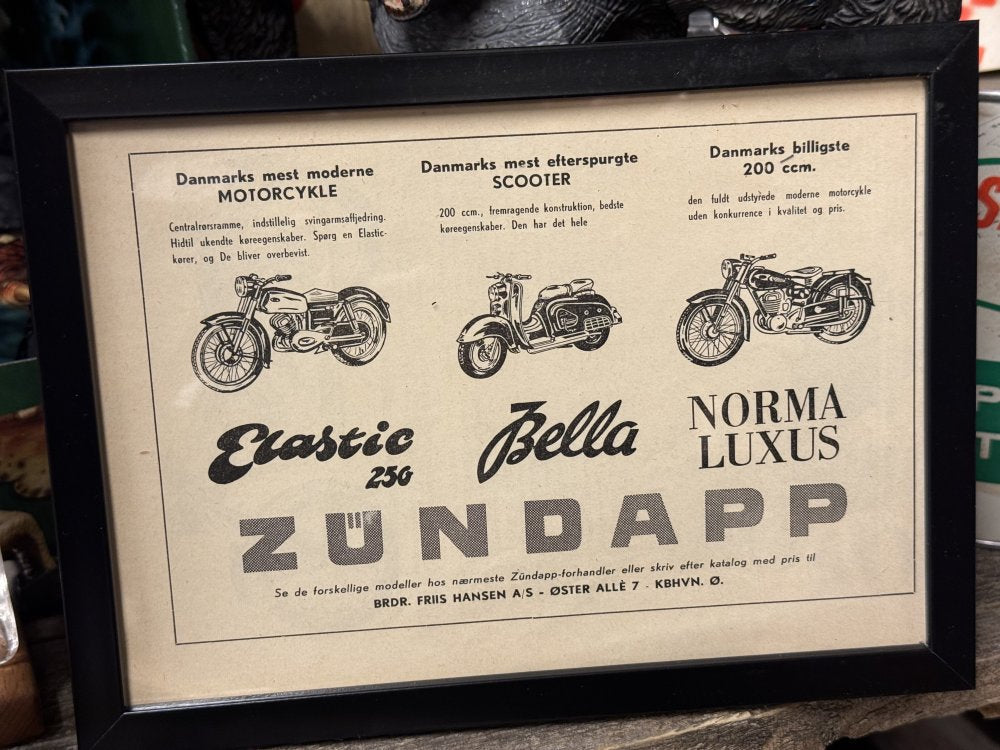 Danmarks mest moderne
MOTORCYKLE
Centralrørsramme, indstillelig svingarmsaffjedring.
Hidtil ukendte køreegenskaber. Spørg en Elastic-
kører, og De bliver overbevist.
Danmarks mest efterspurgte
SCOOTER
200 ccm., fremragende konstruktion, bedste
køreegenskaber. Den har det hele
Danmarks billigste
200 ccm.
den fuldt udstyrede moderne motorcykle
uden konkurrence i kvalitet og pris.
Elastic
250
Bella
NORMA
LUXUS
ZÜNDAPP
Se de forskellige modeller hos nærmeste Zündapp-forhandler eller skriv efter katalog med pris til
BRDR. FRIIS HANSEN A/S - ØSTER ALLÈ 7 - KBHVN. Ø.